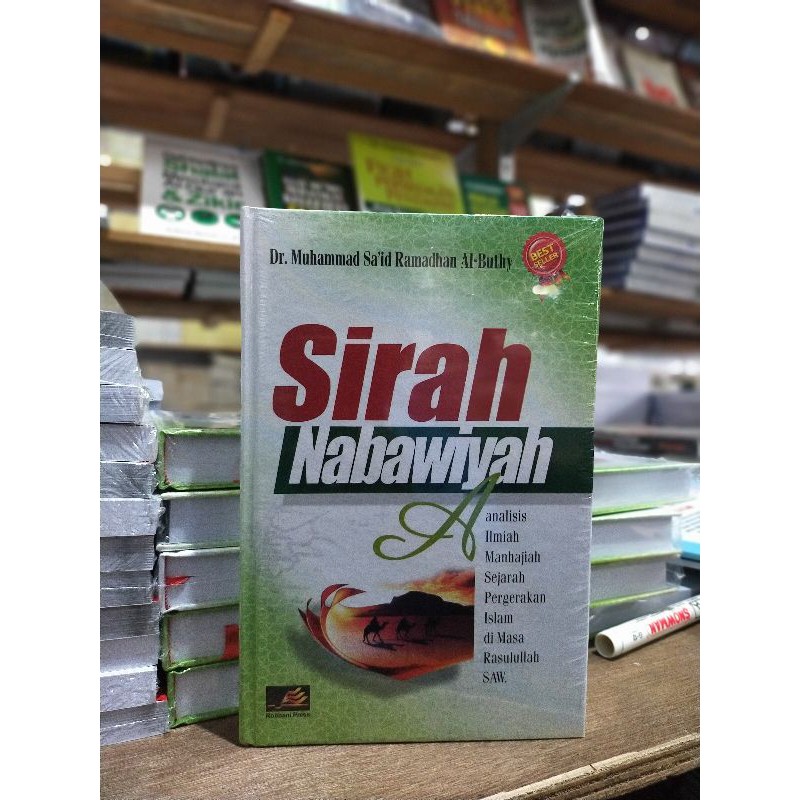 Dr. Muhammad Sa'id Ramadhan Al-Buthy
BEST
SELLER
Sirah
Nabawiyah
Analisis
Ilmiah
Manhajiah
Sejarah
Pergerakan
Islam
di Masa
Rasulullah
SAW.
Robbani Press
SNOWMAN